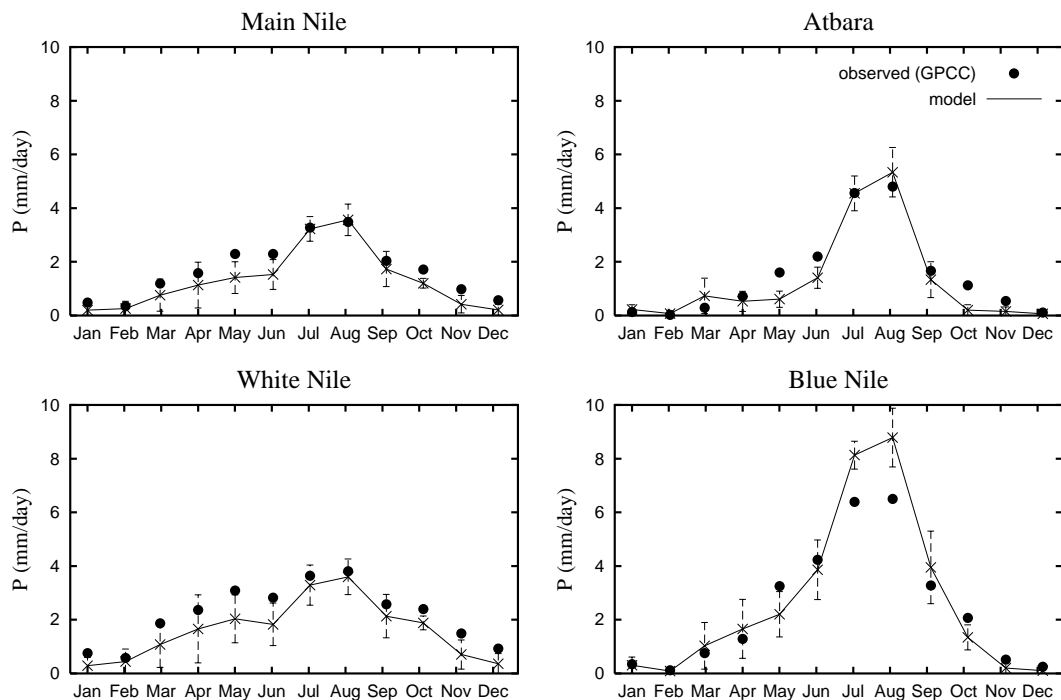 Main Nile
P (mm/day)
10
8
6
4
2
0
Jan Feb Mar Apr May Jun Jul Aug Sep Oct Nov Dec
Atbara
observed (GPCC)
model
P (mm/day)
10
8
6
4
2
0
Jan Feb Mar Apr May Jun Jul Aug Sep Oct Nov Dec
White Nile
P (mm/day)
10
8
6
4
2
0
Jan Feb Mar Apr May Jun Jul Aug Sep Oct Nov Dec
Blue Nile
P (mm/day)
10
8
6
4
2
0
Jan Feb Mar Apr May Jun Jul Aug Sep Oct Nov Dec